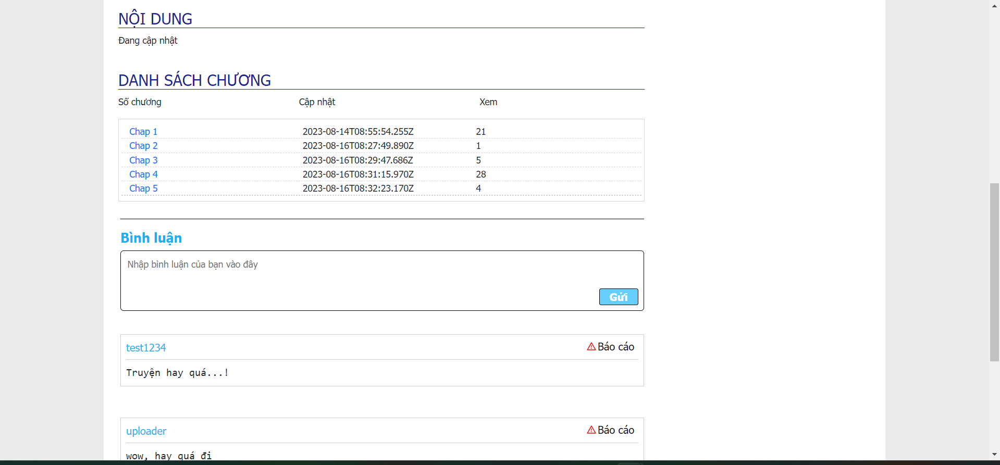 NỘI DUNG
Đang cập nhật
DANH SÁCH CHƯƠNG
Số chương Cập nhật Xem
Chap 1 2023-08-14T08:55:54.255Z 21
Chap 2 2023-08-16T08:27:49.890Z 1
Chap 3 2023-08-16T08:29:47.686Z 5
Chap 4 2023-08-16T08:31:15.970Z 28
Chap 5 2023-08-16T08:32:23.170Z 4
Bình luận
Nhập bình luận của bạn vào đây
Gửi
test1234 Báo cáo
Truyện hay quá...!
uploader Báo cáo
wow, hay quá đi